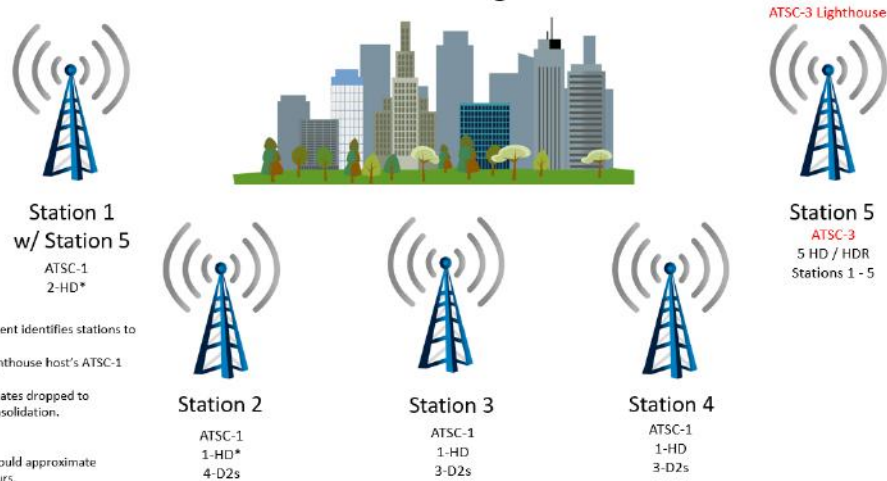 ATSC-3 Lighthouse
Station 1
w/ Station 5
ATSC-1
2-HD*
Station 5
ATSC-3
5 HD / HDR
Stations 1 - 5
ent identifies stations to
hthouse host's ATSC-1
ates dropped to
solidation.
ould approximate
urs
Station 2
ATSC-1
1-HD*
4-D2s
Station 3
ATSC-1
1-HD
3-D2s
Station 4
ATSC-1
1-HD
3-D2s